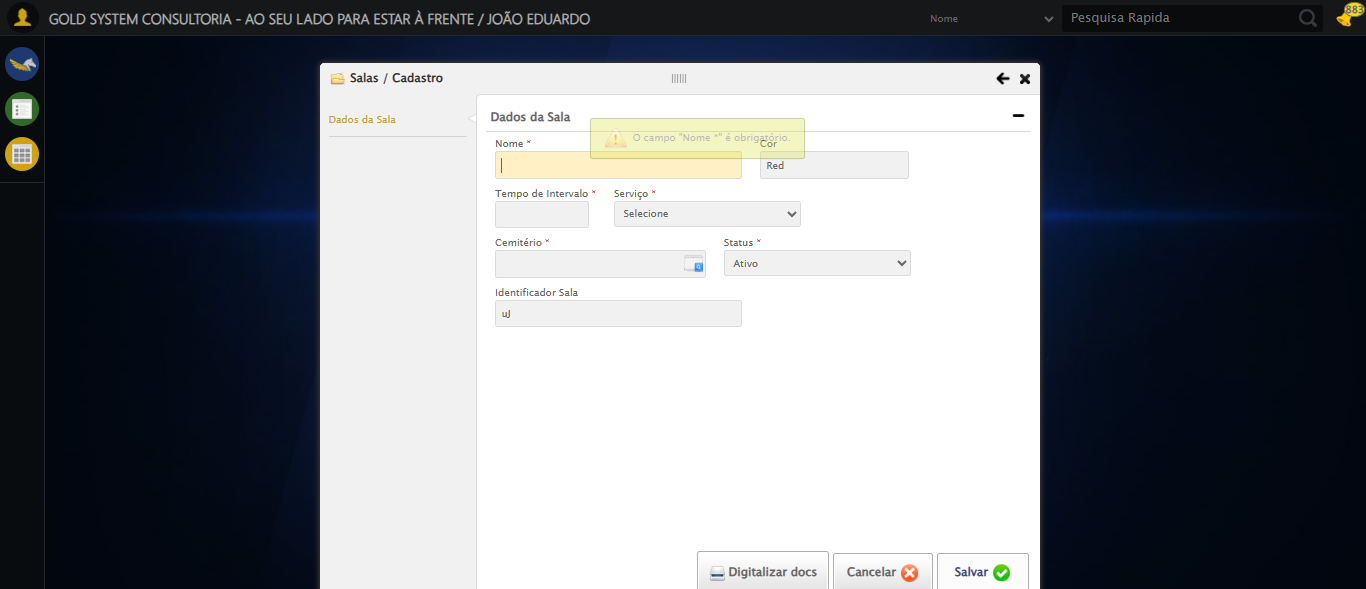 GOLD SYSTEM CONSULTORIA - AO SEU LADO PARA ESTAR À FRENTE / JOÃO EDUARDO
Nome
Pesquisa Rapida
883
Salas / Cadastro
Dados da Sala
Dados da Sala
O campo "Nome *" é obrigatório.
Nome *
Cor
Red
Tempo de Intervalo *
Serviço *
Selecione
Cemitério *
Status *
Ativo
Identificador Sala
uJ
Digitalizar docs
Cancelar
Salvar